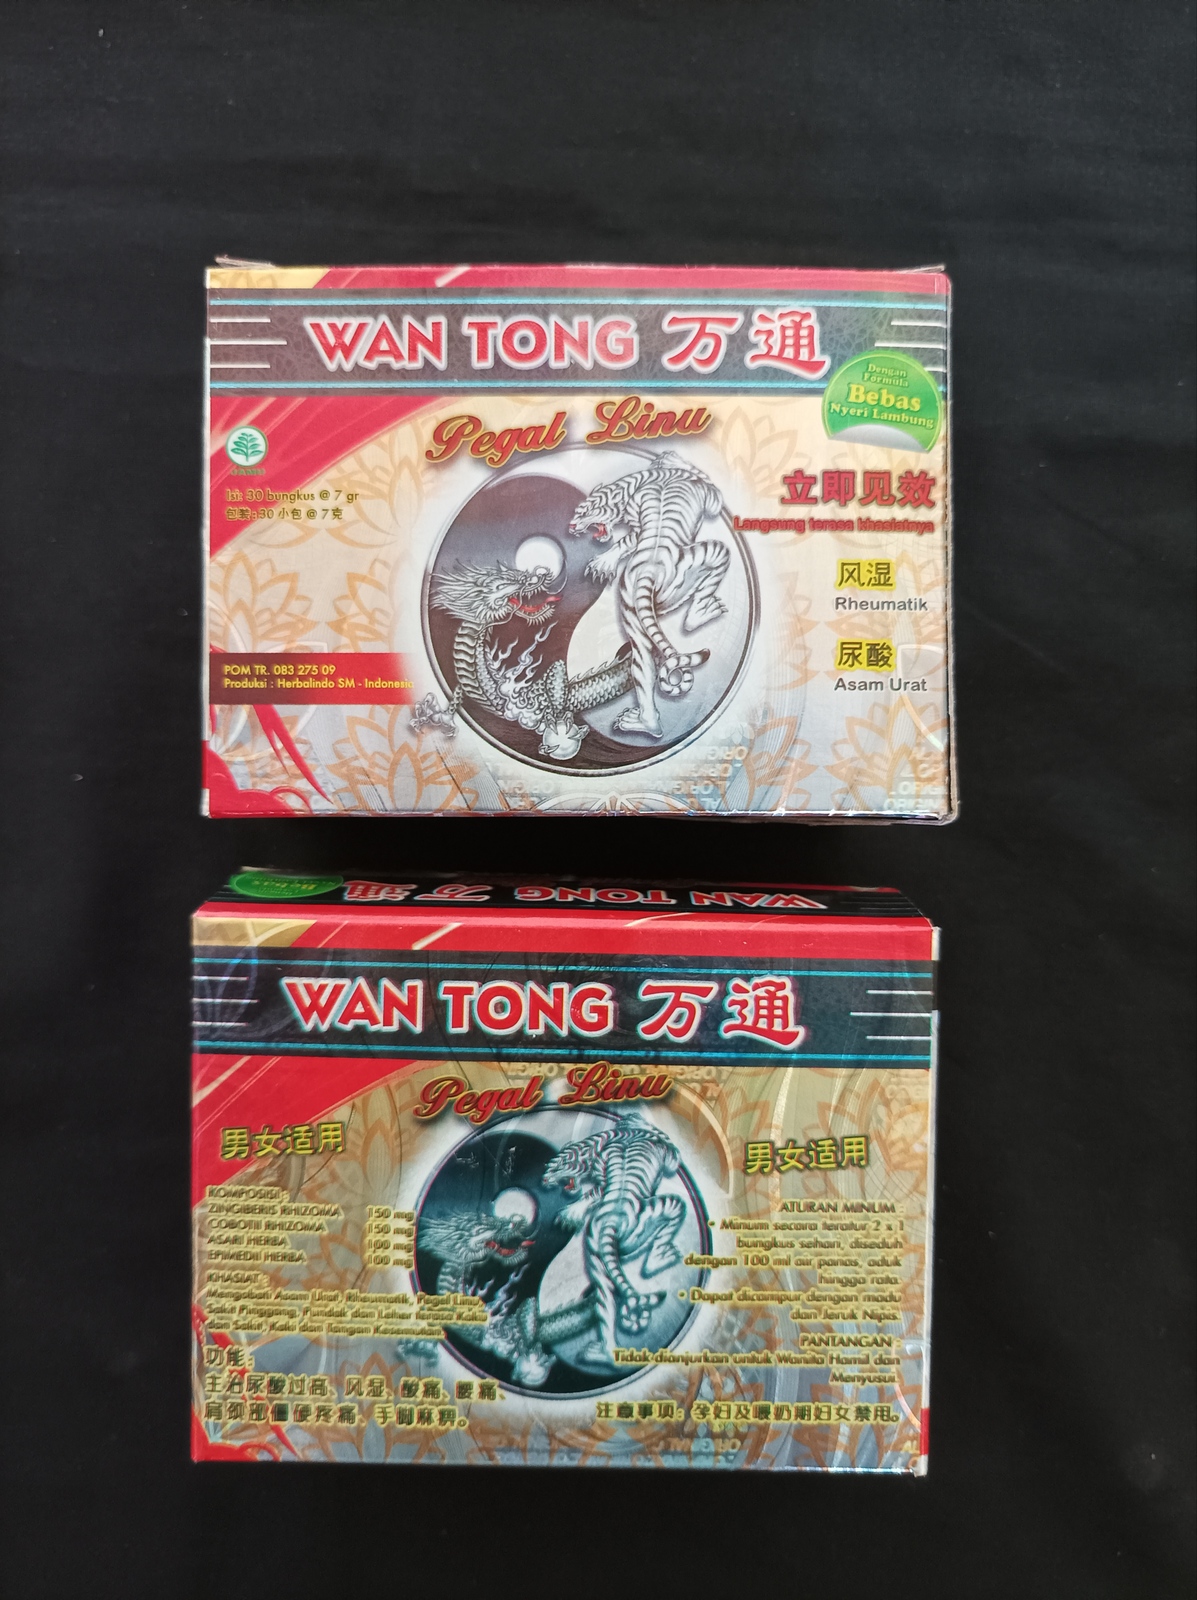 WAN TONG 万通
Dengan
Formula
Bebas
Nyeri Lambung
Pegal Linu
JAMU
Isi: 30 bungkus @ 7 gr
包装:30 小包 @ 7克
立即见效
Langsung terasa khasiatnya
风湿
Rheumatik
尿酸
Asam Urat
POM TR. 083 275 09
Produksi : Herbalindo SM - Indonesia
ORIGINAL
WAN TONG 万通
Bebas
WAN TONG 万通
Pegal Linu
男女适用
KOMPOSISI :
ZINGIBERIS RHIZOMA 150 mg
COBOTII RHIZOMA 150 mg
ASARI HERBA 100 mg
EPIMEDII HERBA 100 mg
KHASIAT :
Mengobati Asam Urat, Rheumatik, Pegel Linu
Sakit Pinggang, Pundak dan Leher terasa Kaku
dan Sakit, Kaki dan Tangan Kesemutan
功能:
主治尿酸过高、风湿、酸痛、腰痛、
肩颈部僵硬疼痛、手脚麻痹。
男女适用
ATURAN MINUM :
• Minum secara teratur 2 x 1
bungkus sehari, diseduh
dengan 100 ml air panas, aduk
hingga rata.
• Dapat dicampur dengan madu
dan Jeruk Nipis.
PANTANGAN :
Tidak dianjurkan untuk Wanita Hamil dan
Menyusui.
注意事项:孕妇及喂奶期妇女禁用。